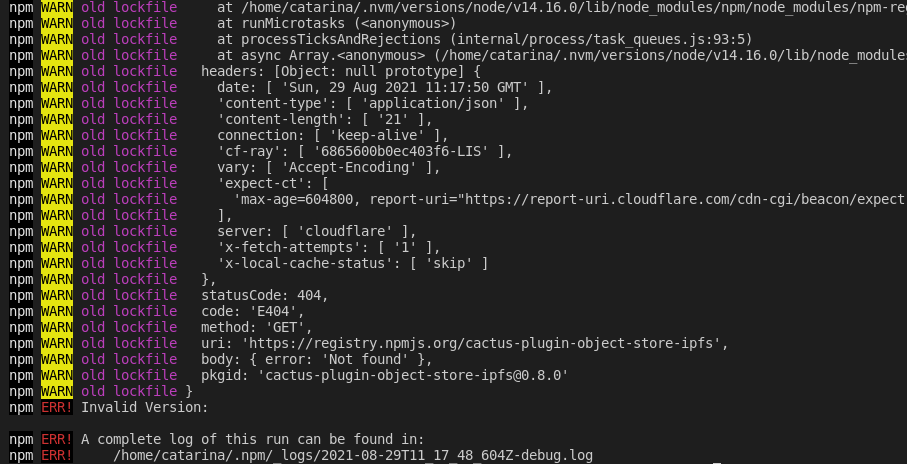 npm WARN old lockfile     at /home/catarina/.nvm/versions/node/v14.16.0/lib/node_modules/npm/node_modules/npm-reg
npm WARN old lockfile     at runMicrotasks (<anonymous>)
npm WARN old lockfile     at processTicksAndRejections (internal/process/task_queues.js:93:5)
npm WARN old lockfile     at async Array.<anonymous> (/home/catarina/.nvm/versions/node/v14.16.0/lib/node_modules
npm WARN old lockfile   headers: [Object: null prototype] {
npm WARN old lockfile     date: [ 'Sun, 29 Aug 2021 11:17:50 GMT' ],
npm WARN old lockfile     'content-type': [ 'application/json' ],
npm WARN old lockfile     'content-length': [ '21' ],
npm WARN old lockfile     connection: [ 'keep-alive' ],
npm WARN old lockfile     'cf-ray': [ '6865600b0ec403f6-LIS' ],
npm WARN old lockfile     vary: [ 'Accept-Encoding' ],
npm WARN old lockfile     'expect-ct': [
npm WARN old lockfile       'max-age=604800, report-uri="https://report-uri.cloudflare.com/cdn-cgi/beacon/expect
npm WARN old lockfile     ],
npm WARN old lockfile     server: [ 'cloudflare' ],
npm WARN old lockfile     'x-fetch-attempts': [ '1' ],
npm WARN old lockfile     'x-local-cache-status': [ 'skip' ]
npm WARN old lockfile   },
npm WARN old lockfile   statusCode: 404,
npm WARN old lockfile   code: 'E404',
npm WARN old lockfile   method: 'GET',
npm WARN old lockfile   uri: 'https://registry.npmjs.org/cactus-plugin-object-store-ipfs',
npm WARN old lockfile   body: { error: 'Not found' },
npm WARN old lockfile   pkgid: 'cactus-plugin-object-store-ipfs@0.8.0'
npm WARN old lockfile }
npm ERR! Invalid Version:
npm ERR! A complete log of this run can be found in:
npm ERR!     /home/catarina/.npm/_logs/2021-08-29T11_17_48_604Z-debug.log